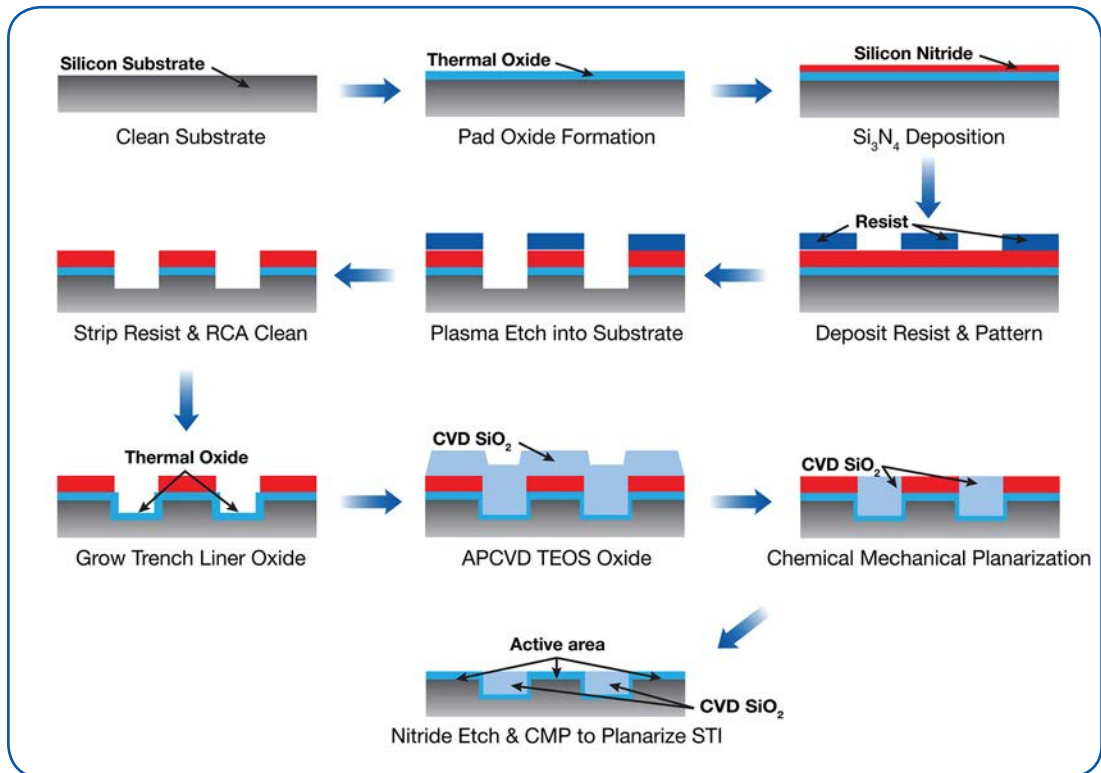 Silicon Substrate
Clean Substrate
Thermal Oxide
Pad Oxide Formation
Silicon Nitride
Si₃N₄ Deposition
Resist
Deposit Resist & Pattern
Plasma Etch into Substrate
Strip Resist & RCA Clean
Thermal Oxide
Grow Trench Liner Oxide
CVD SiO₂
APCVD TEOS Oxide
CVD SiO₂
Chemical Mechanical Planarization
Active area
CVD SiO₂
Nitride Etch & CMP to Planarize STI